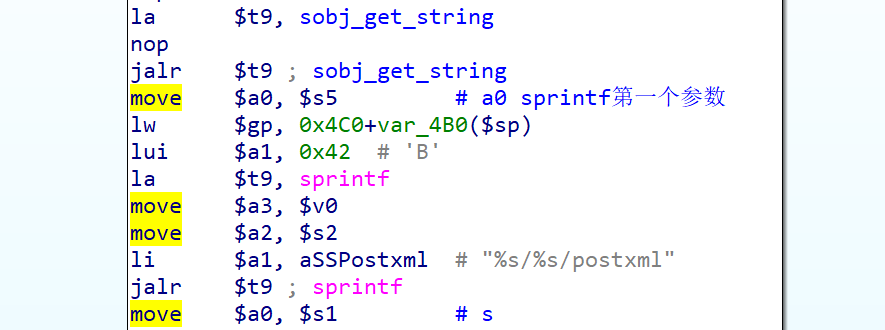 la $t9, sobj_get_string
nop
jalr $t9 ; sobj_get_string
move $a0, $s5 # a0 sprintf第一个参数
lw $gp, 0x4C0+var_4B0($sp)
lui $a1, 0x42 # 'B'
la $t9, sprintf
move $a3, $v0
move $a2, $s2
li $a1, aSSPostxml # "%s/%s/postxml"
jalr $t9 ; sprintf
move $a0, $s1 # s